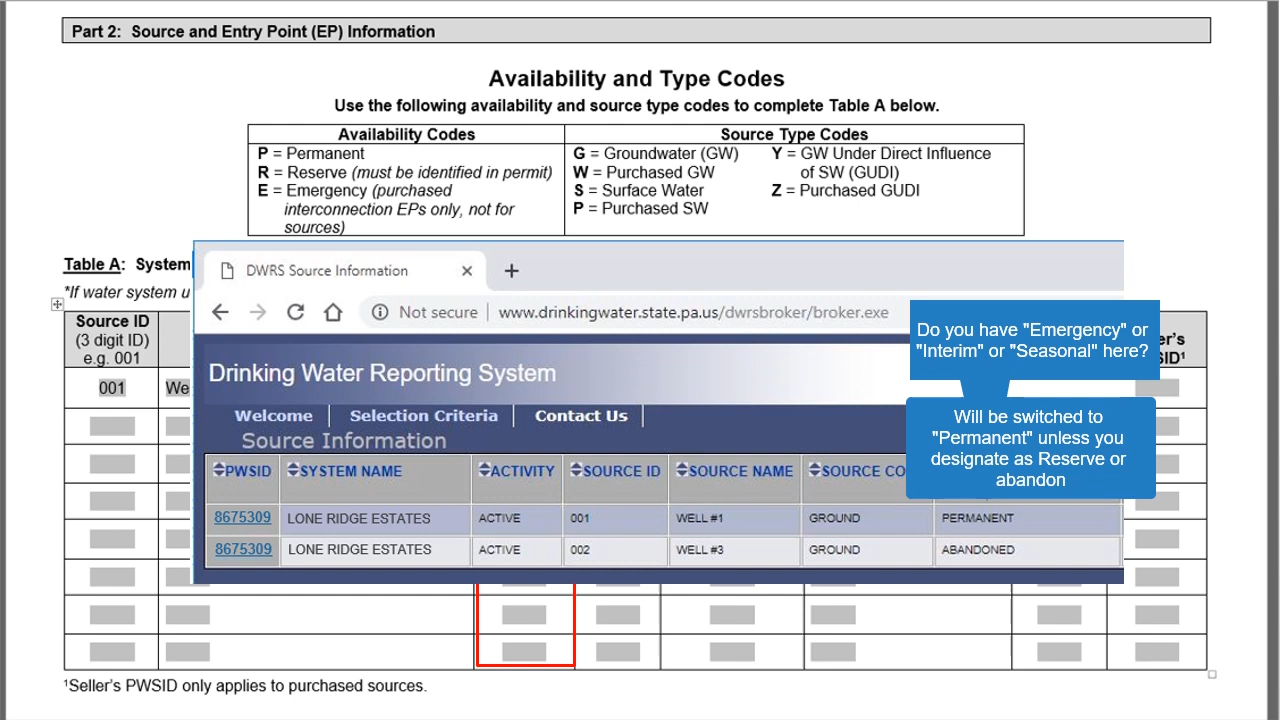 Part 2: Source and Entry Point (EP) Information
Availability and Type Codes
Use the following availability and source type codes to complete Table A below.
Availability Codes
P = Permanent
R = Reserve (must be identified in permit)
E = Emergency (purchased
interconnection EPs only, not for
sources)
Source Type Codes
G = Groundwater (GW)
W = Purchased GW
S = Surface Water
P = Purchased SW
Y = GW Under Direct Influence
of SW (GUDI)
Z = Purchased GUDI
Table A: System
*If water system u
Source ID
(3 digit ID)
e.g. 001
er's
SID¹
001 We
DWRS Source Information
Not secure | www.drinkingwater.state.pa.us/dwrsbroker/broker.exe
Do you have "Emergency" or
"Interim" or "Seasonal" here?
Will be switched to
"Permanent" unless you
designate as Reserve or
abandon
Drinking Water Reporting System
Welcome | Selection Criteria | Contact Us |
Source Information
PWSID SYSTEM NAME ACTIVITY SOURCE ID SOURCE NAME SOURCE CO
8675309 LONE RIDGE ESTATES ACTIVE 001 WELL #1 GROUND PERMANENT
8675309 LONE RIDGE ESTATES ACTIVE 002 WELL #3 GROUND ABANDONED
¹Seller's PWSID only applies to purchased sources.